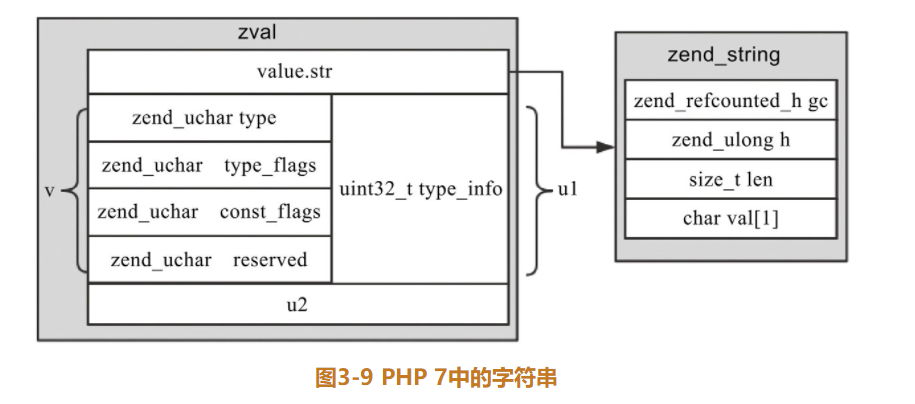 zval
value.str
v
zend_uchar type
zend_uchar type_flags
zend_uchar const_flags
zend_uchar reserved
uint32_t type_info
u1
u2
zend_string
zend_refcounted_h gc
zend_ulong h
size_t len
char val[1]
图3-9 PHP 7中的字符串